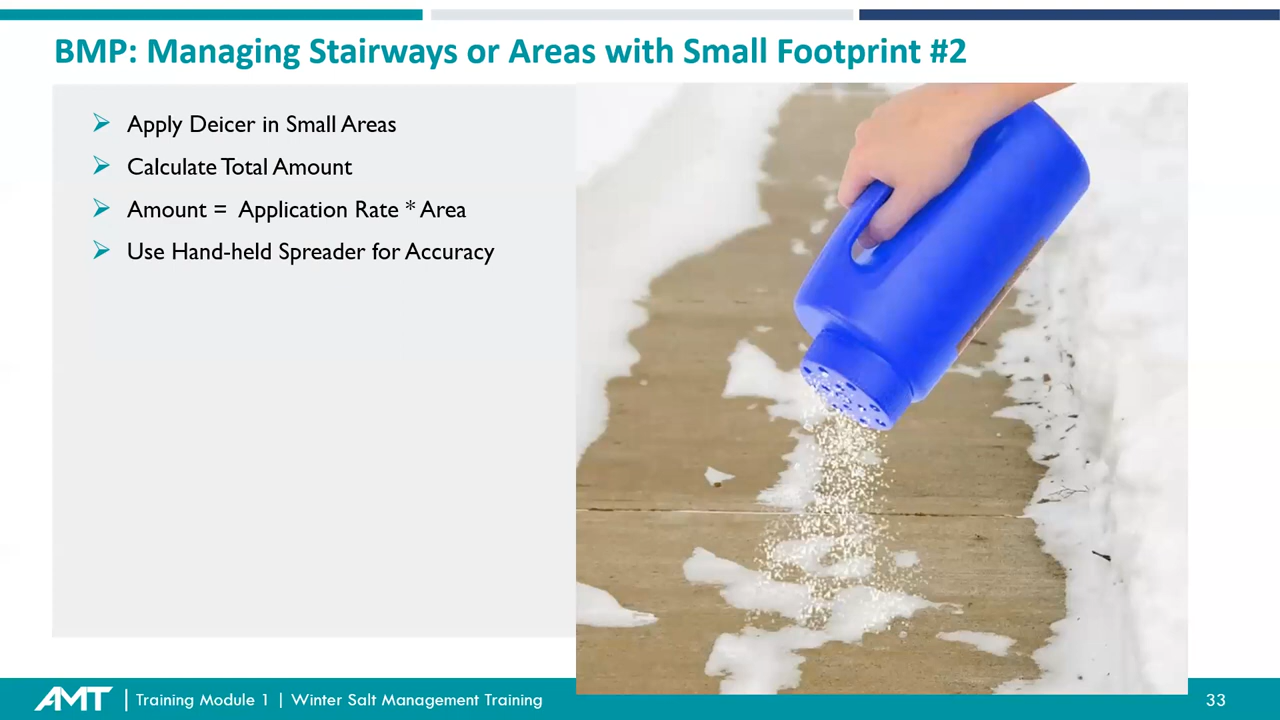 BMP: Managing Stairways or Areas with Small Footprint #2
Apply Deicer in Small Areas
Calculate Total Amount
Amount = Application Rate * Area
Use Hand-held Spreader for Accuracy
AMT | Training Module 1 | Winter Salt Management Training
33